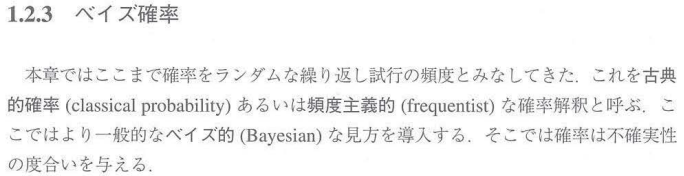 1.2.3 ベイズ確率
本章ではここまで確率をランダムな繰り返し試行の頻度とみなしてきた．これを古典
的確率 (classical probability) あるいは頻度主義的 (frequentist) な確率解釈と呼ぶ．こ
こではより一般的なベイズ的 (Bayesian) な見方を導入する．そこでは確率は不確実性
の度合いを与える．